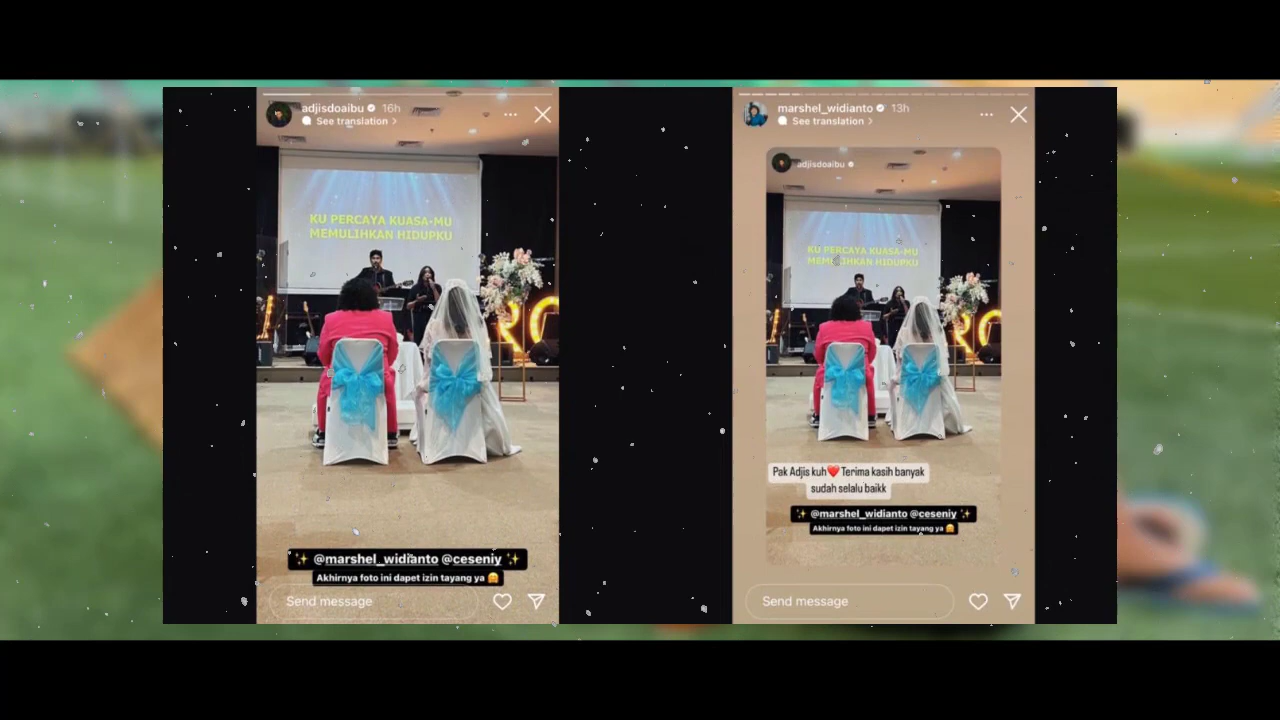 adjisdoaibu 16h
See translation
KU PERCAYA KUASA-MU
MEMULIHKAN HIDUPKU
RO
✨ @marshel_widianto @ceseniy ✨
Akhirnya foto ini dapet izin tayang ya 🤗
Send message
marshel_widianto 13h
See translation
adjisdoaibu
KU PERCAYA KUASA-MU
MEMULIHKAN HIDUPKU
RO
Pak Adjis kuh❤️Terima kasih banyak
sudah selalu baikk
✨ @marshel_widianto @ceseniy ✨
Akhirnya foto ini dapet izin tayang ya 🤗
Send message